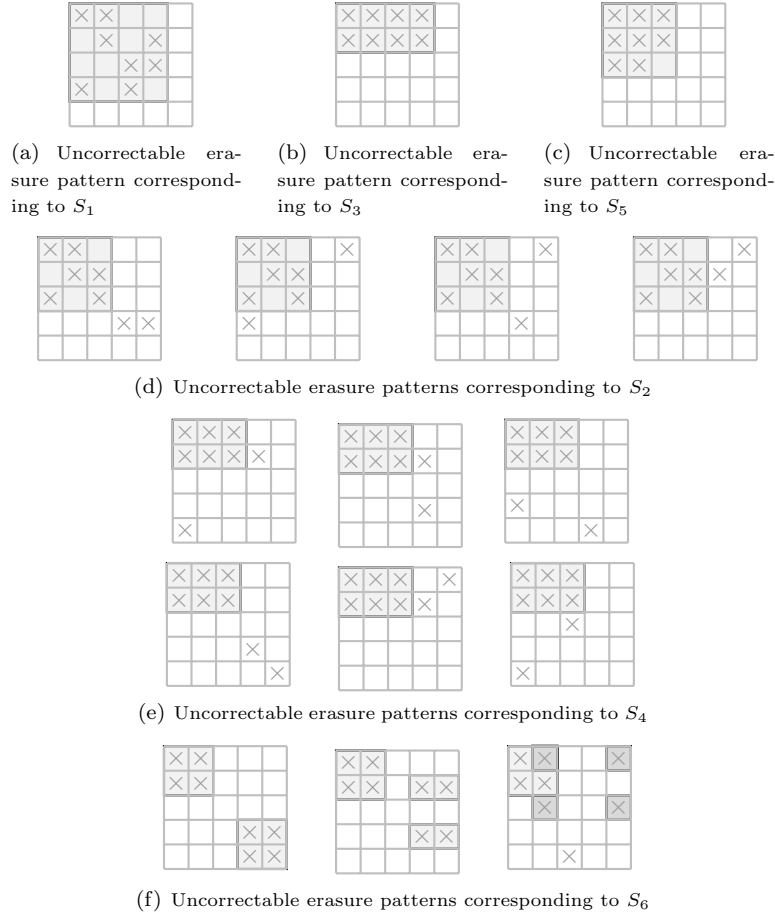 (a) Uncorrectable era- (b) Uncorrectable era- (c) Uncorrectable era-
sure pattern correspond- sure pattern correspond- sure pattern correspond-
ing to S₁ ing to S₃ ing to S₅
(d) Uncorrectable erasure patterns corresponding to S₂
(e) Uncorrectable erasure patterns corresponding to S₄
(f) Uncorrectable erasure patterns corresponding to S₆